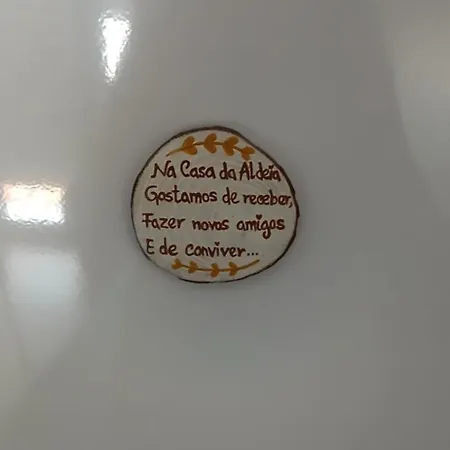 Na Casa da Aldeia,
Gostamos de receber,
Fazer novos amigos
E de conviver...